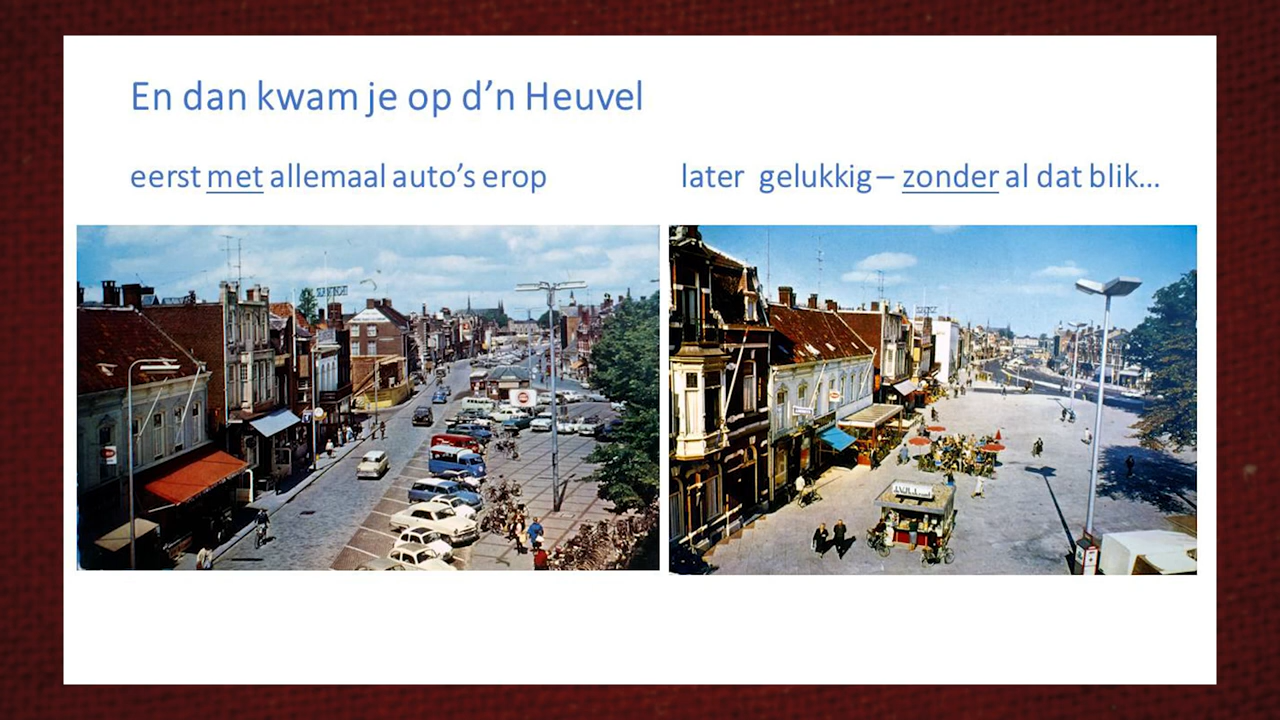 En dan kwam je op d’n Heuvel
eerst met allemaal auto’s erop
later gelukkig – zonder al dat blik...